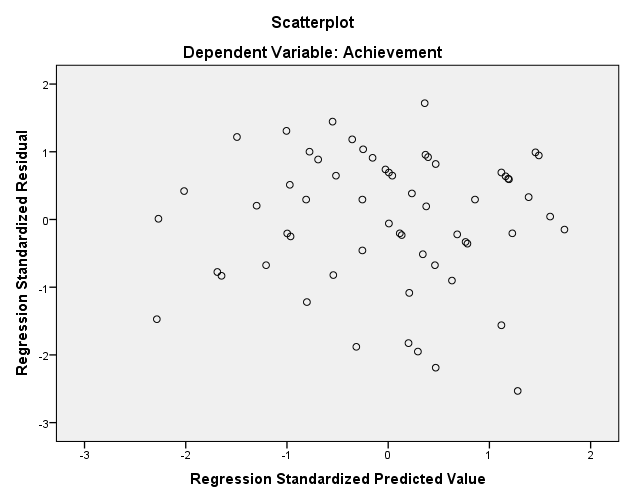 Scatterplot
Dependent Variable: Achievement
Regression Standardized Residual
2
1
0
-1
-2
-3
-3 -2 -1 0 1 2
Regression Standardized Predicted Value